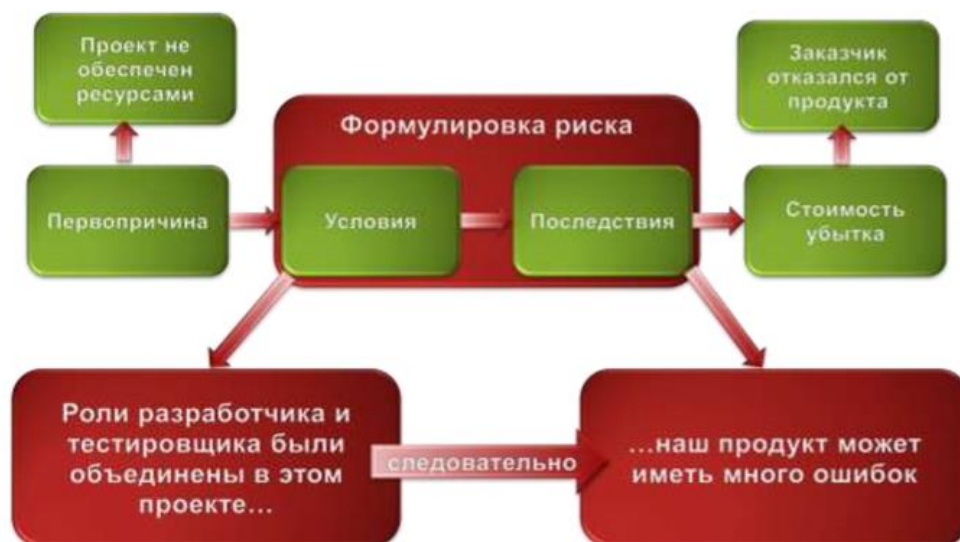 Проект не
обеспечен
ресурсами
Заказчик
отказался от
продукта
Формулировка риска
Первопричина
Условия
Последствия
Стоимость
убытка
Роли разработчика и
тестировщика были
объединены в этом
проекте...
следовательно
...наш продукт может
иметь много ошибок